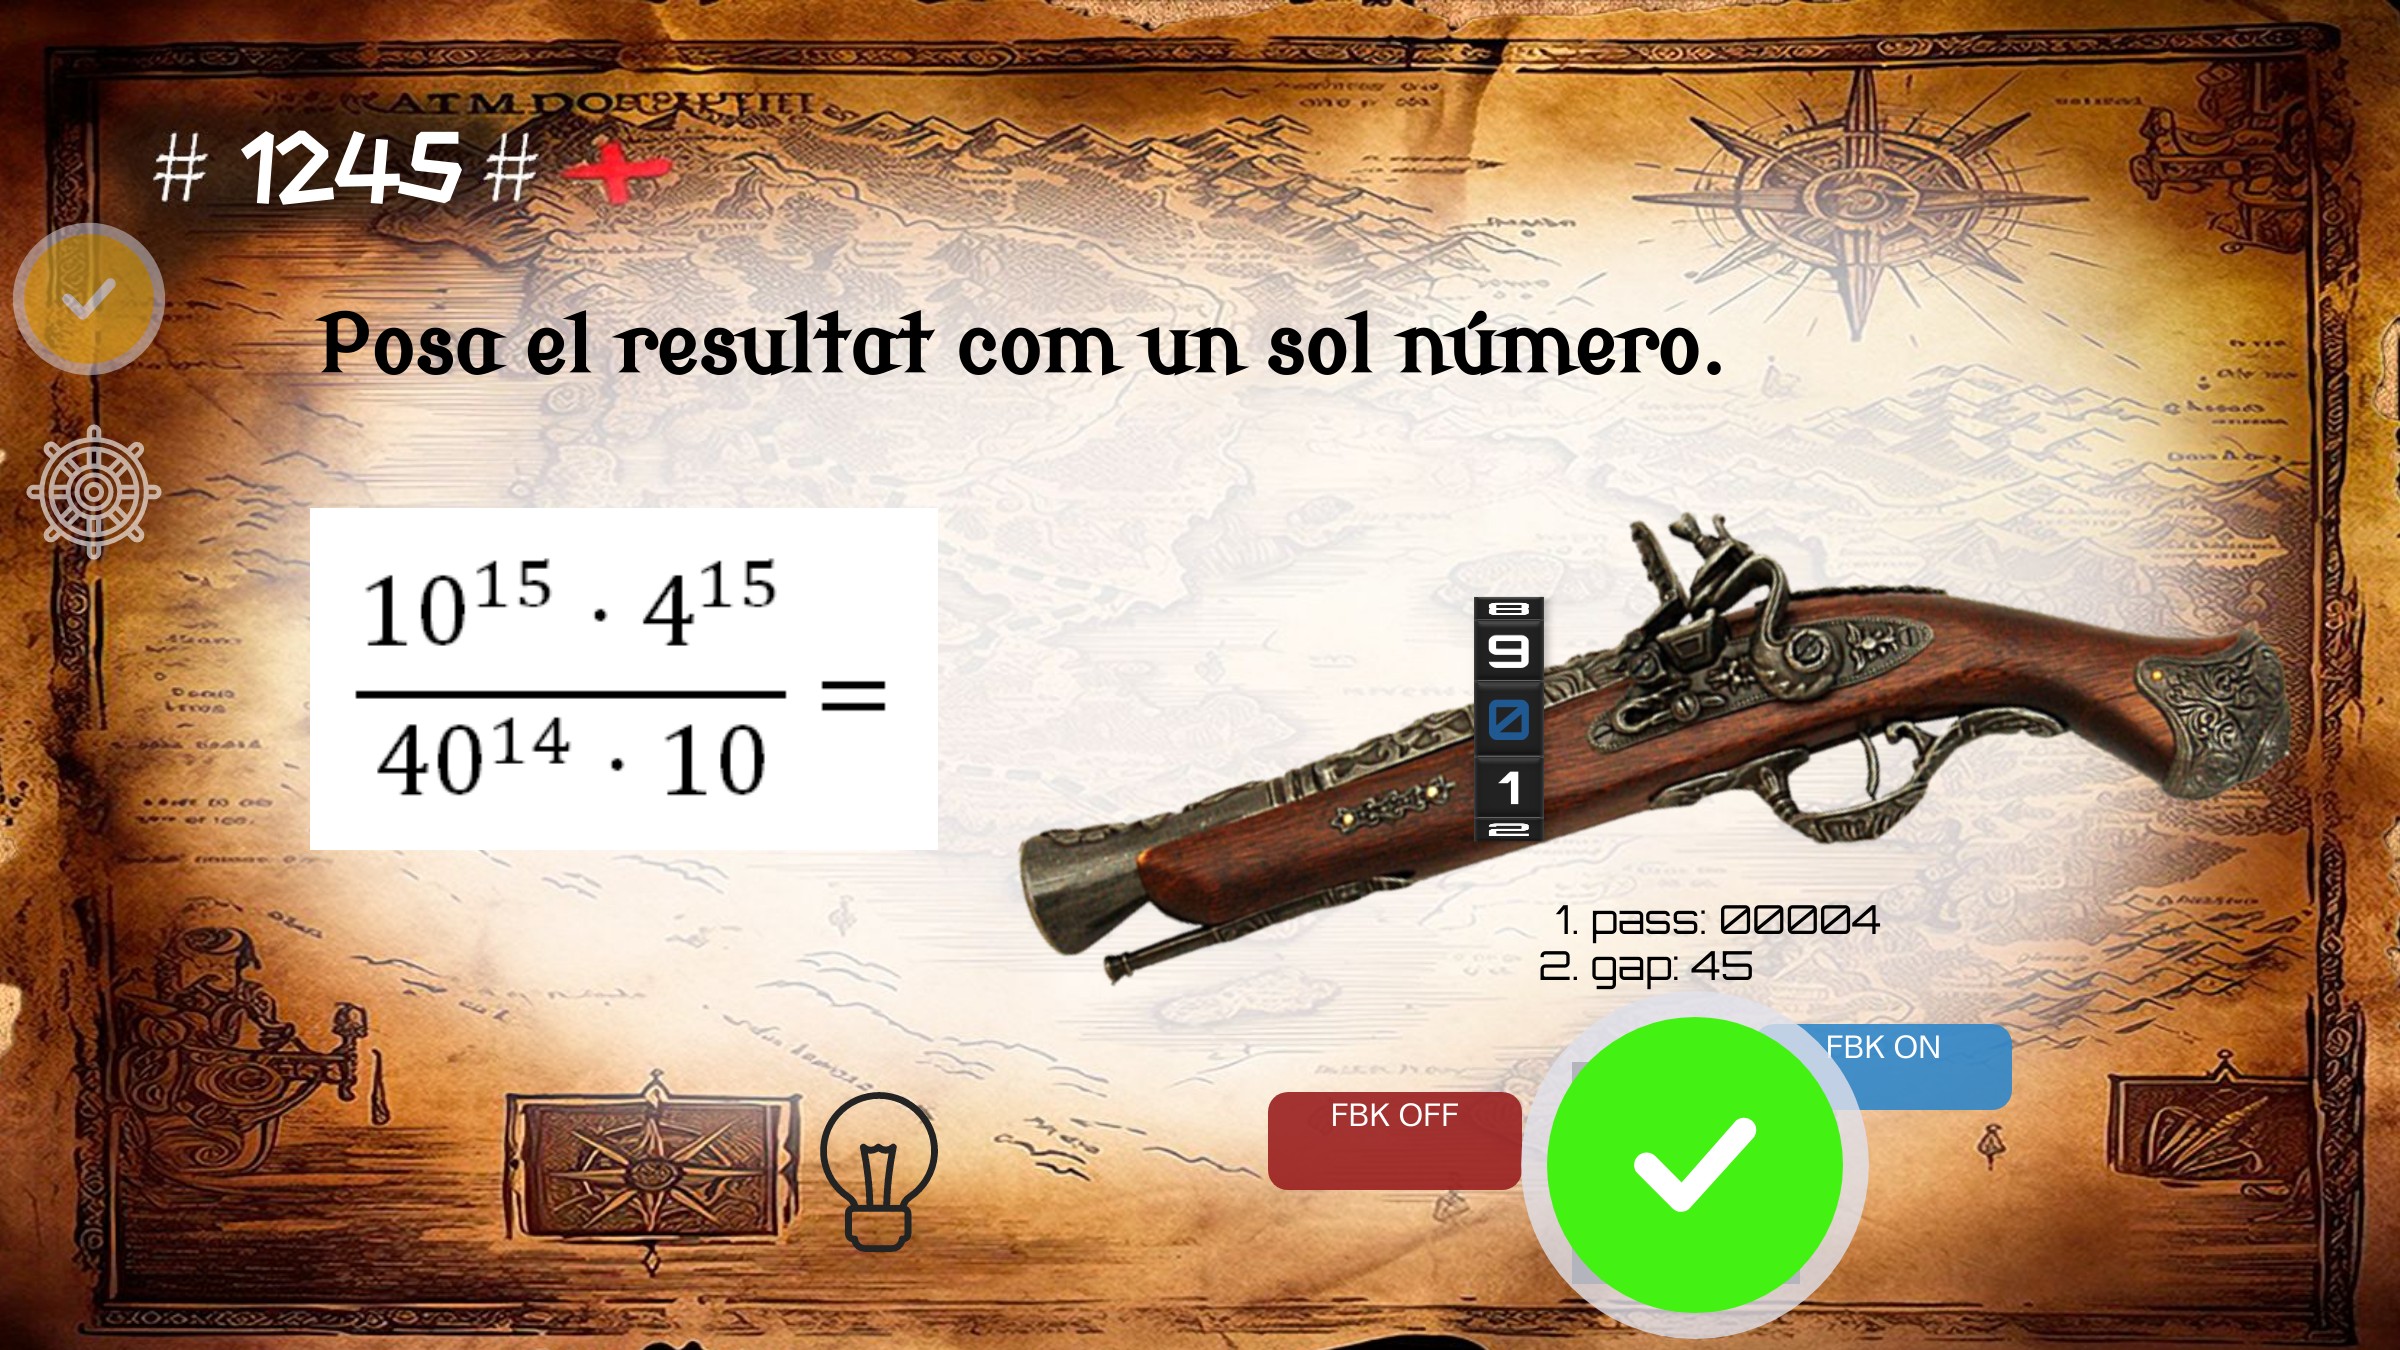 # 1245 #
Posa el resultat com un sol número.
10^15 · 4^15
40^14 · 10
=
8
9
0
1
2
1. pass: 00004
2. gap: 45
FBK ON
FBK OFF